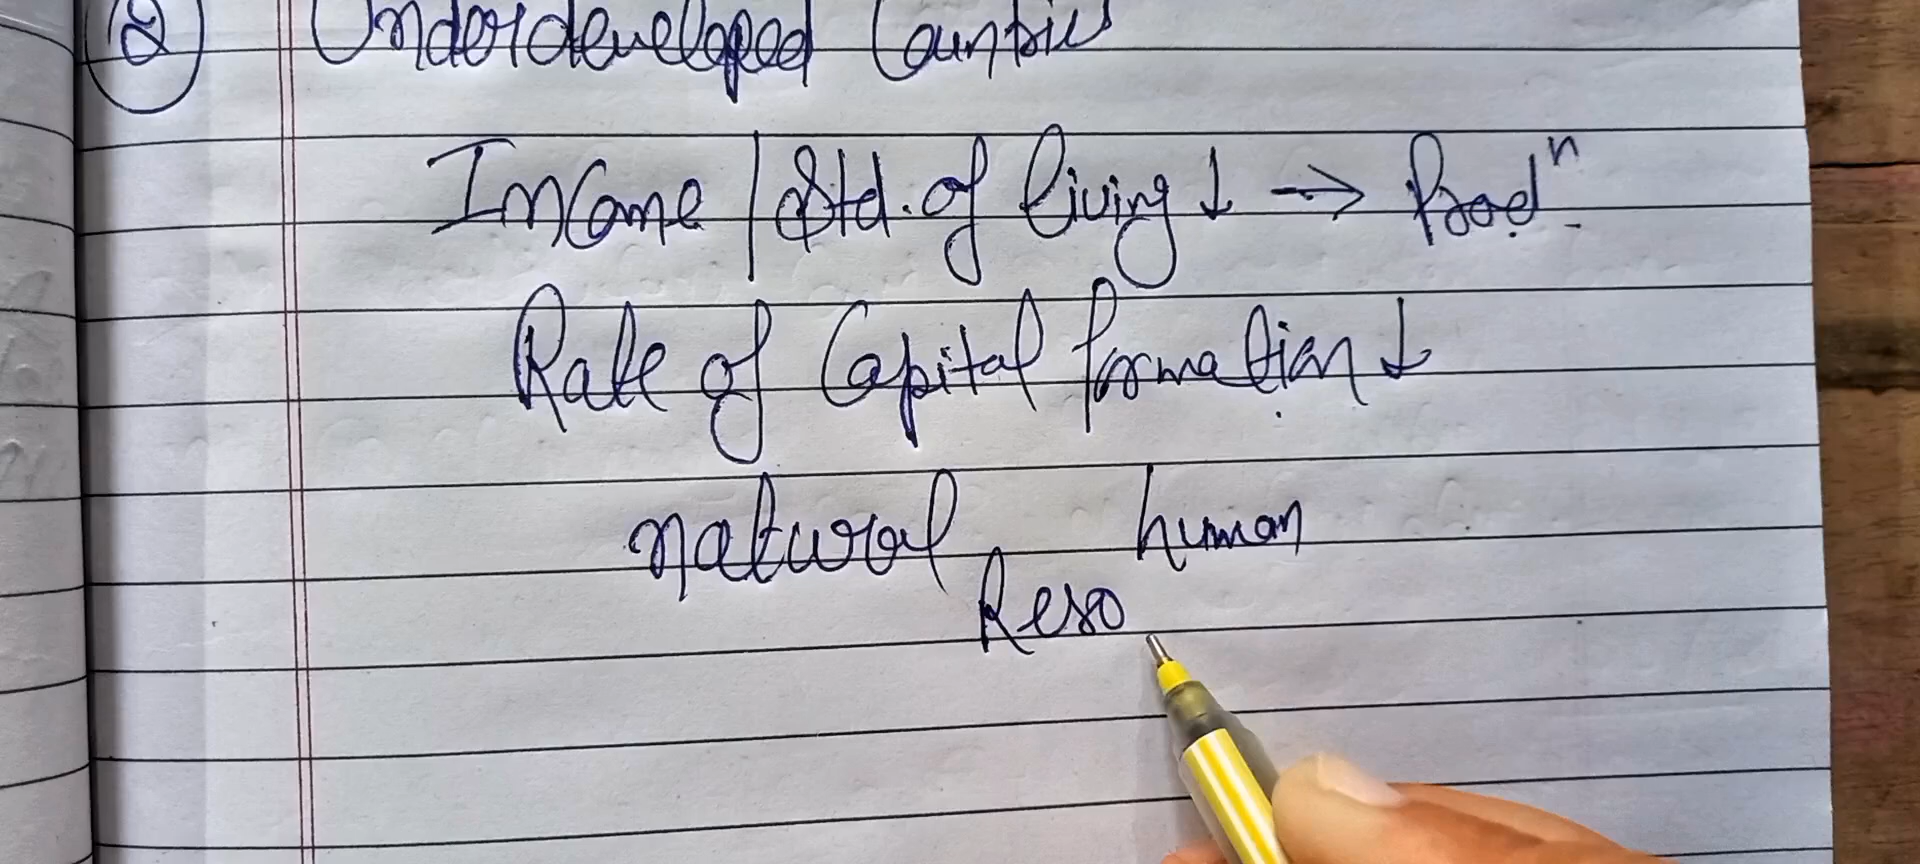 2 Underdeveloped Countries
Income / Std. of living ↓ → Prodⁿ
Rate of Capital formation ↓
natural human
Reso